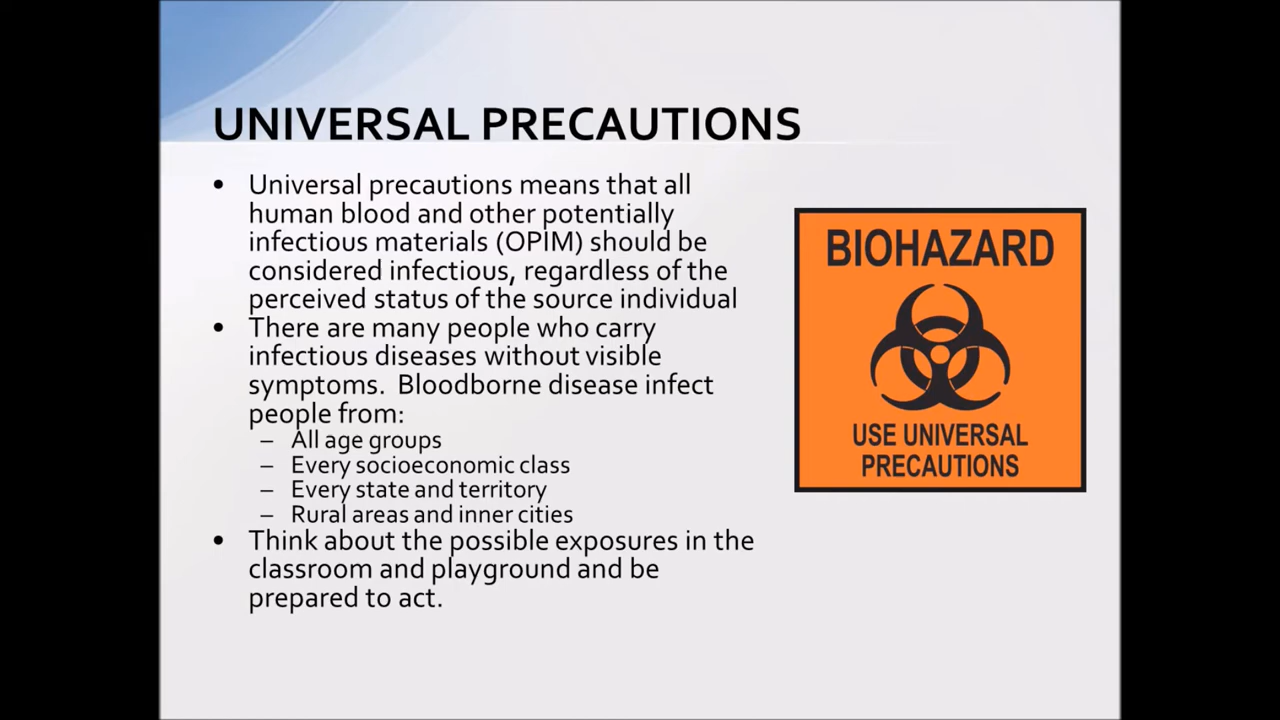 UNIVERSAL PRECAUTIONS
• Universal precautions means that all
human blood and other potentially
infectious materials (OPIM) should be
considered infectious, regardless of the
perceived status of the source individual
• There are many people who carry
infectious diseases without visible
symptoms.  Bloodborne disease infect
people from:
– All age groups
– Every socioeconomic class
– Every state and territory
– Rural areas and inner cities
• Think about the possible exposures in the
classroom and playground and be
prepared to act.
BIOHAZARD
USE UNIVERSAL
PRECAUTIONS